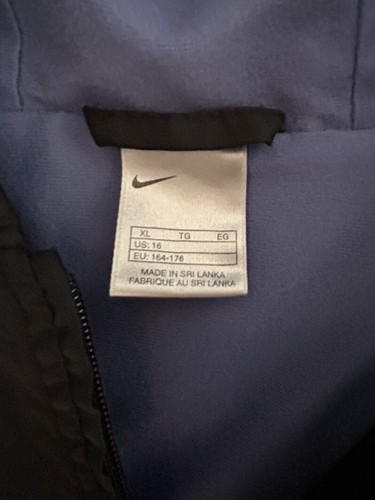 XL TG EG
US: 16
EU: 164-176
MADE IN SRI LANKA
FABRIQUE AU SRI LANKA